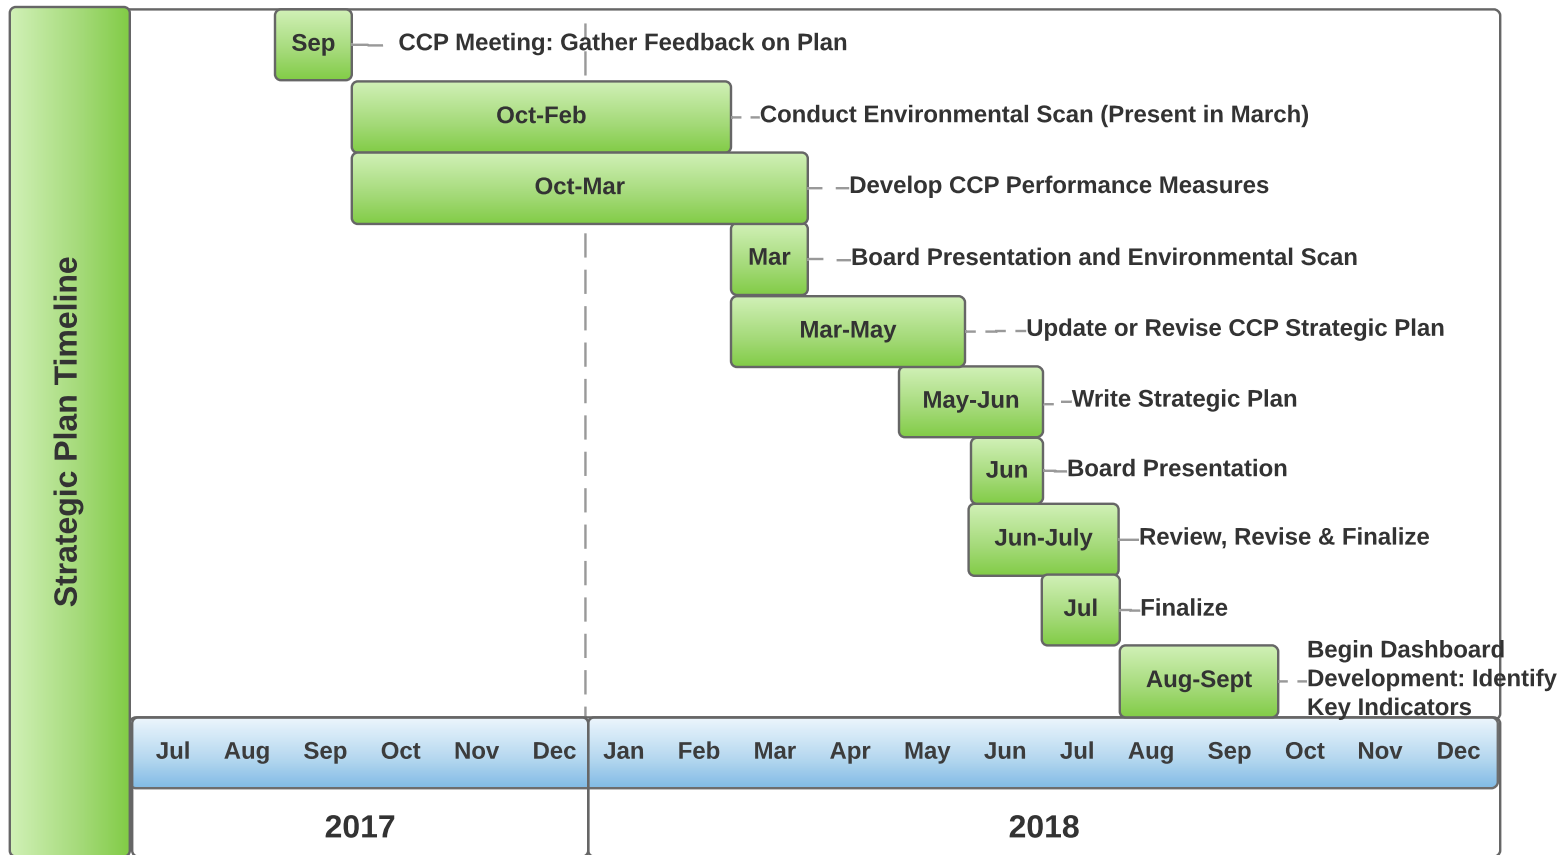 Strategic Plan Timeline
Sep
CCP Meeting: Gather Feedback on Plan
Oct-Feb
Conduct Environmental Scan (Present in March)
Oct-Mar
Develop CCP Performance Measures
Mar
Board Presentation and Environmental Scan
Mar-May
Update or Revise CCP Strategic Plan
May-Jun
Write Strategic Plan
Jun
Board Presentation
Jun-July
Review, Revise & Finalize
Jul
Finalize
Aug-Sept
Begin Dashboard
Development: Identify
Key Indicators
Jul Aug Sep Oct Nov Dec Jan Feb Mar Apr May Jun Jul Aug Sep Oct Nov Dec
2017 2018